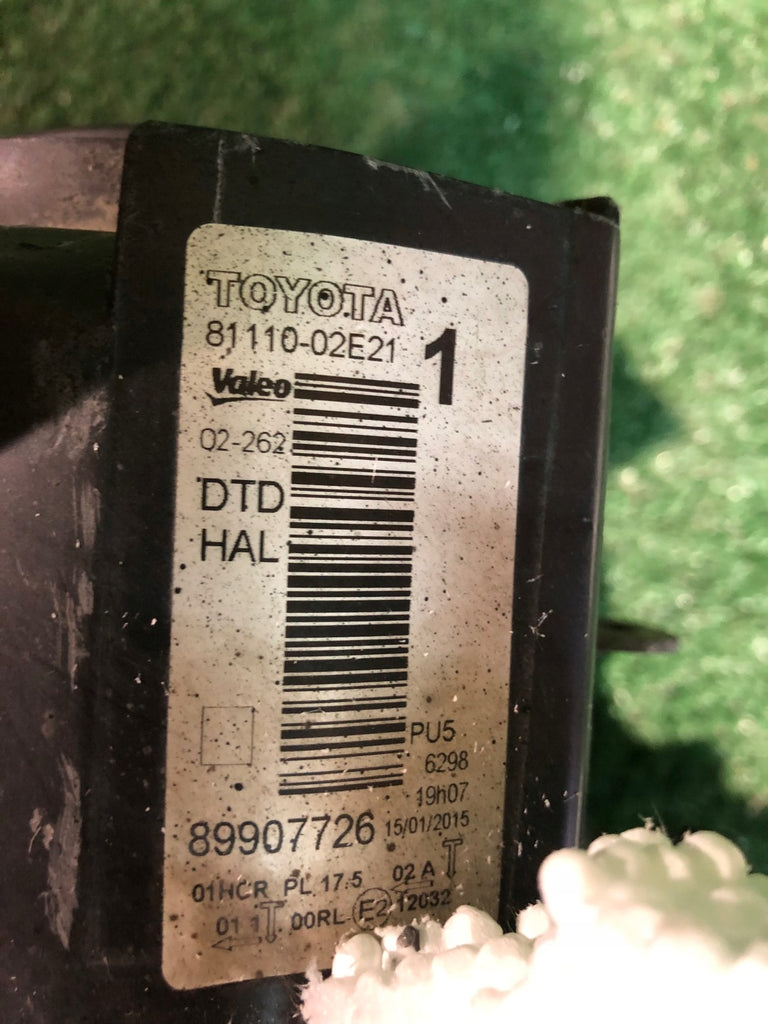 TOYOTA
81110-02E21
1
Valeo
02-262
DTD
HAL
PU5
6298
19h07
89907726 15/01/2015
01HCR PL 17.5 02 A
01 1 00RL E2 12032